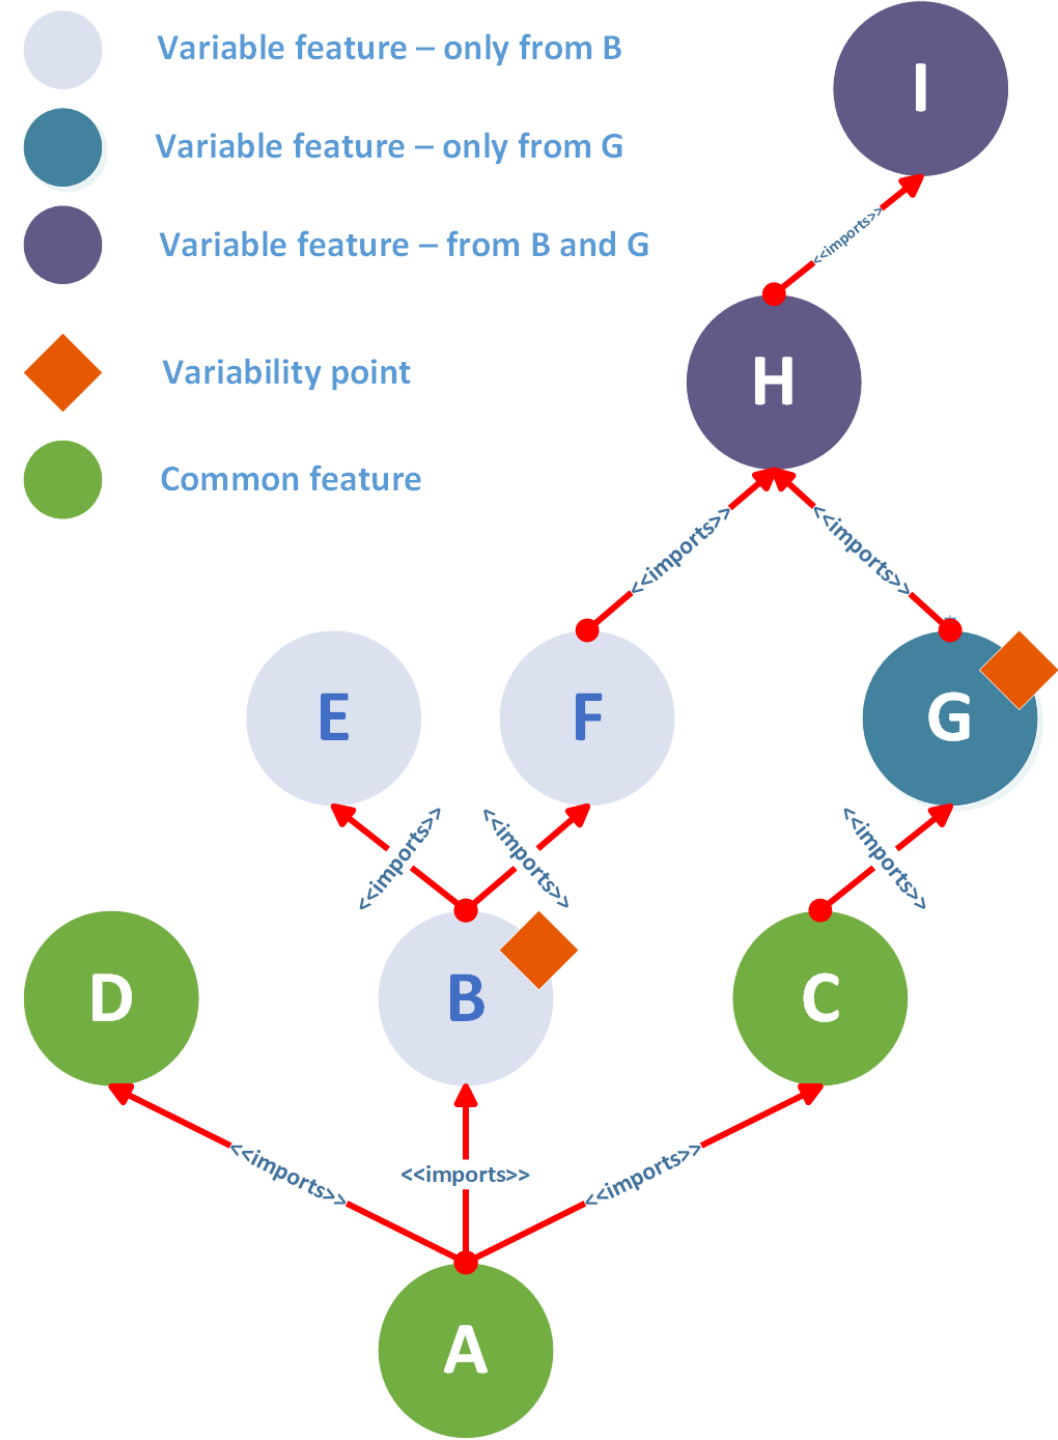 Variable feature – only from B
Variable feature – only from G
Variable feature – from B and G
Variability point
Common feature
I
<<imports>>
H
<<imports>>
<<imports>>
E
F
G
<<imports>>
<<imports>>
<<imports>>
D
B
C
<<imports>>
<<imports>>
<<imports>>
A